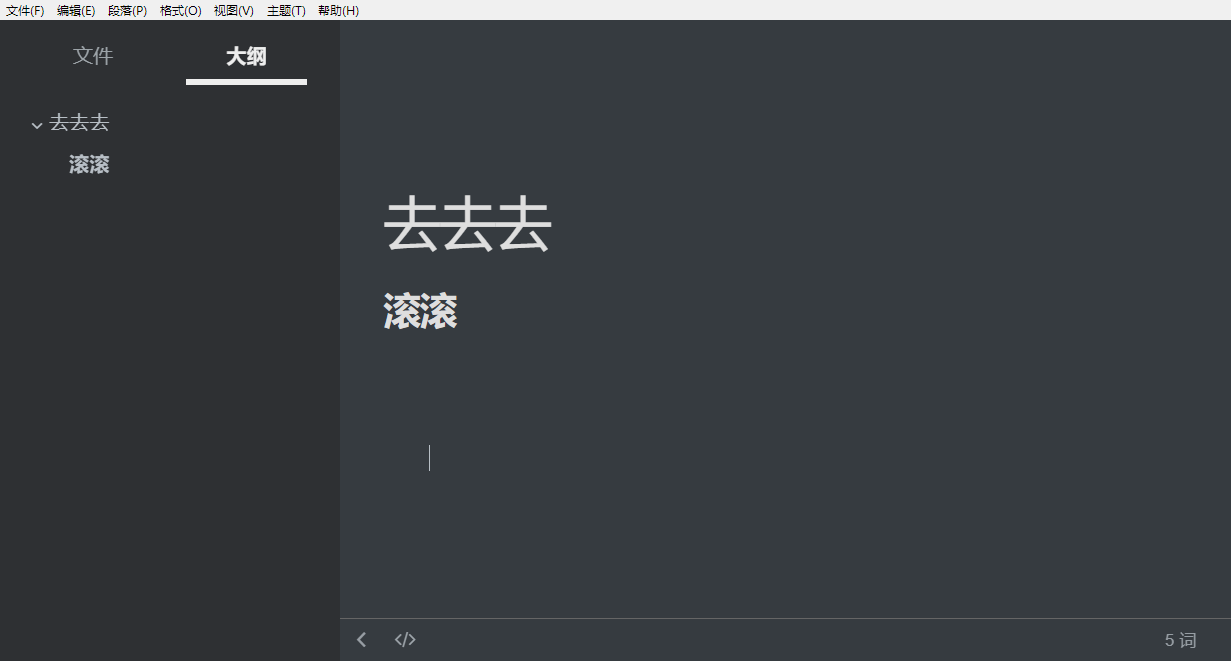 文件(F) 编辑(E) 段落(P) 格式(O) 视图(V) 主题(T) 帮助(H)
文件 大纲
去去去
滚滚
去去去
滚滚
</> 5 词